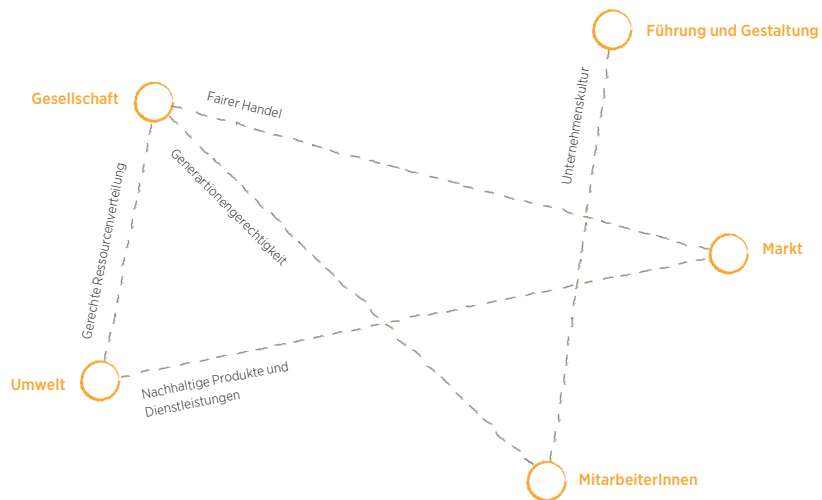 Führung und Gestaltung
Gesellschaft
Fairer Handel
Unternehmenskultur
Generartionengerechtigkeit
Gerechte Ressourcenverteilung
Markt
Umwelt
Nachhaltige Produkte und
Dienstleistungen
MitarbeiterInnen